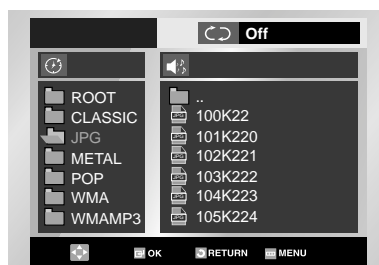 Off
ROOT
CLASSIC
JPG
METAL
POP
WMA
WMAMP3
..
100K22
101K220
102K221
103K222
104K223
105K224
OK RETURN MENU